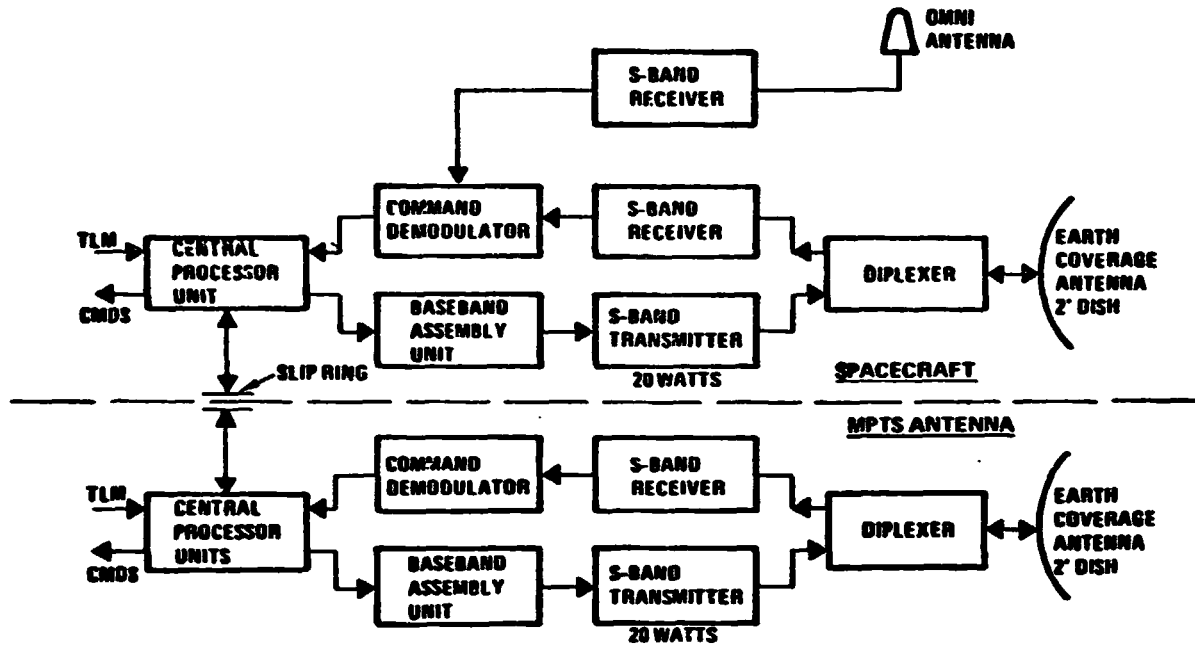 OMNI
ANTENNA
S-BAND
RECEIVER
COMMAND
DEMODULATOR
S-BAND
RECEIVER
TLM
CENTRAL
PROCESSOR
UNIT
CMDS
DIPLEXER
EARTH
COVERAGE
ANTENNA
2' DISH
BASEBAND
ASSEMBLY
UNIT
S-BAND
TRANSMITTER
20 WATTS
SLIP RING
SPACECRAFT
MPTS ANTENNA
COMMAND
DEMODULATOR
S-BAND
RECEIVER
TLM
CENTRAL
PROCESSOR
UNITS
CMDS
DIPLEXER
EARTH
COVERAGE
ANTENNA
2' DISH
BASEBAND
ASSEMBLY
UNIT
S-BAND
TRANSMITTER
20 WATTS